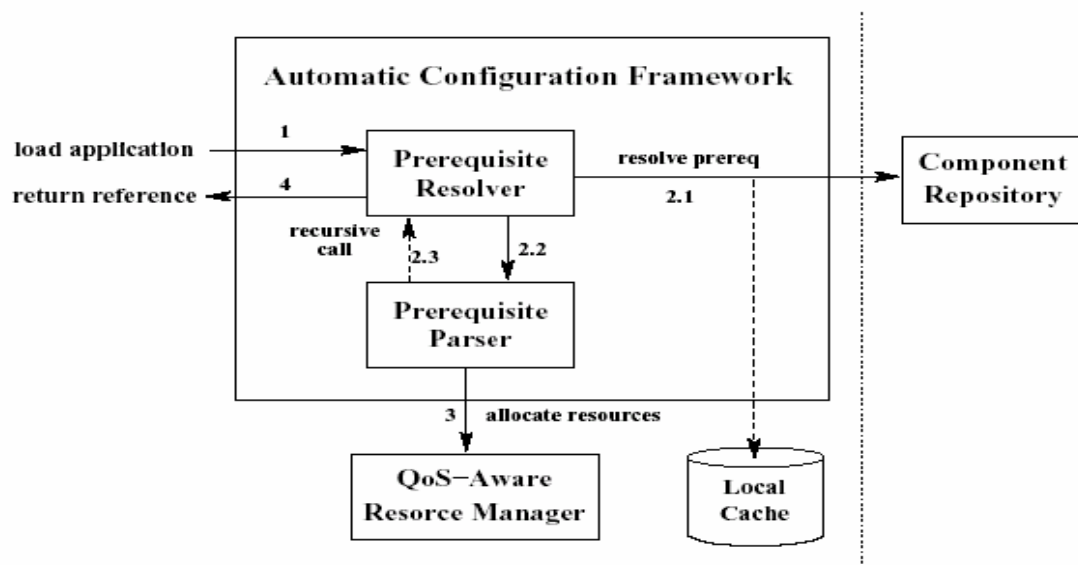 Automatic Configuration Framework
1
load application
Prerequisite
Resolver
resolve prereq
2.1
Component
Repository
4
return reference
recursive
call
2.3
2.2
Prerequisite
Parser
3
allocate resources
QoS-Aware
Resorce Manager
Local
Cache